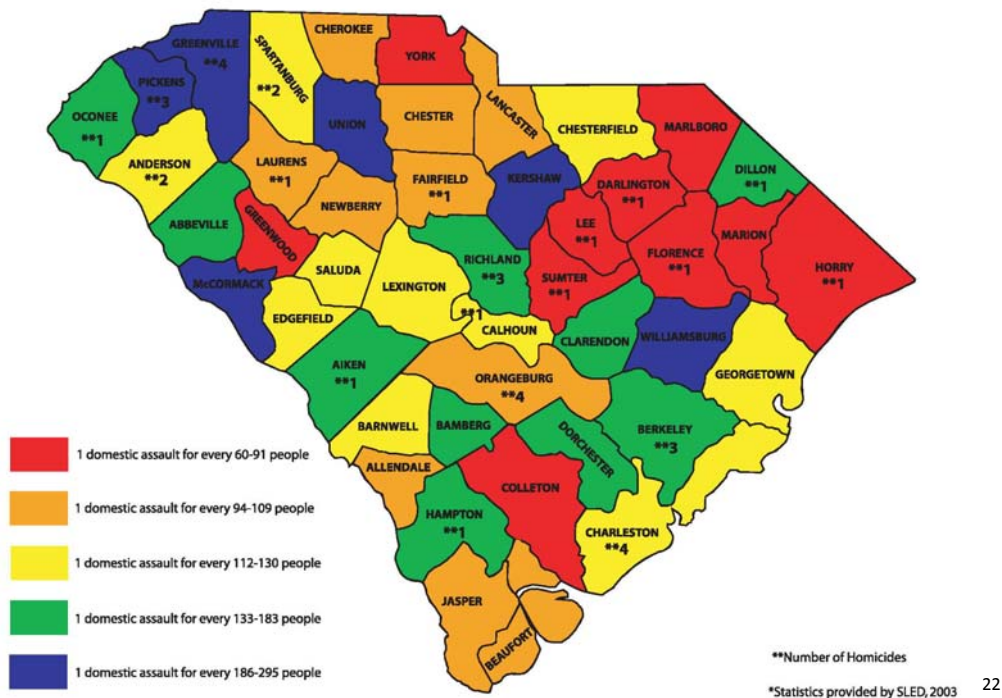 CHEROKEE
GREENVILLE
**4
SPARTANBURG
**2
YORK
PICKENS
**3
OCONEE
**1
UNION
CHESTER
LANCASTER
CHESTERFIELD
MARLBORO
ANDERSON
**2
LAURENS
**1
FAIRFIELD
**1
KERSHAW
DARLINGTON
**1
DILLON
**1
NEWBERRY
ABBEVILLE
GREENWOOD
LEE
**1
MARION
FLORENCE
**1
HORRY
**1
SALUDA
RICHLAND
**3
SUMTER
**1
McCORMACK
LEXINGTON
**1
EDGEFIELD
CALHOUN
CLARENDON
WILLIAMSBURG
AIKEN
**1
ORANGEBURG
**4
GEORGETOWN
BARNWELL
BAMBERG
DORCHESTER
BERKELEY
**3
ALLENDALE
COLLETON
HAMPTON
**1
CHARLESTON
**4
JASPER
BEAUFORT
1 domestic assault for every 60-91 people
1 domestic assault for every 94-109 people
1 domestic assault for every 112-130 people
1 domestic assault for every 133-183 people
1 domestic assault for every 186-295 people
**Number of Homicides
*Statistics provided by SLED, 2003
22